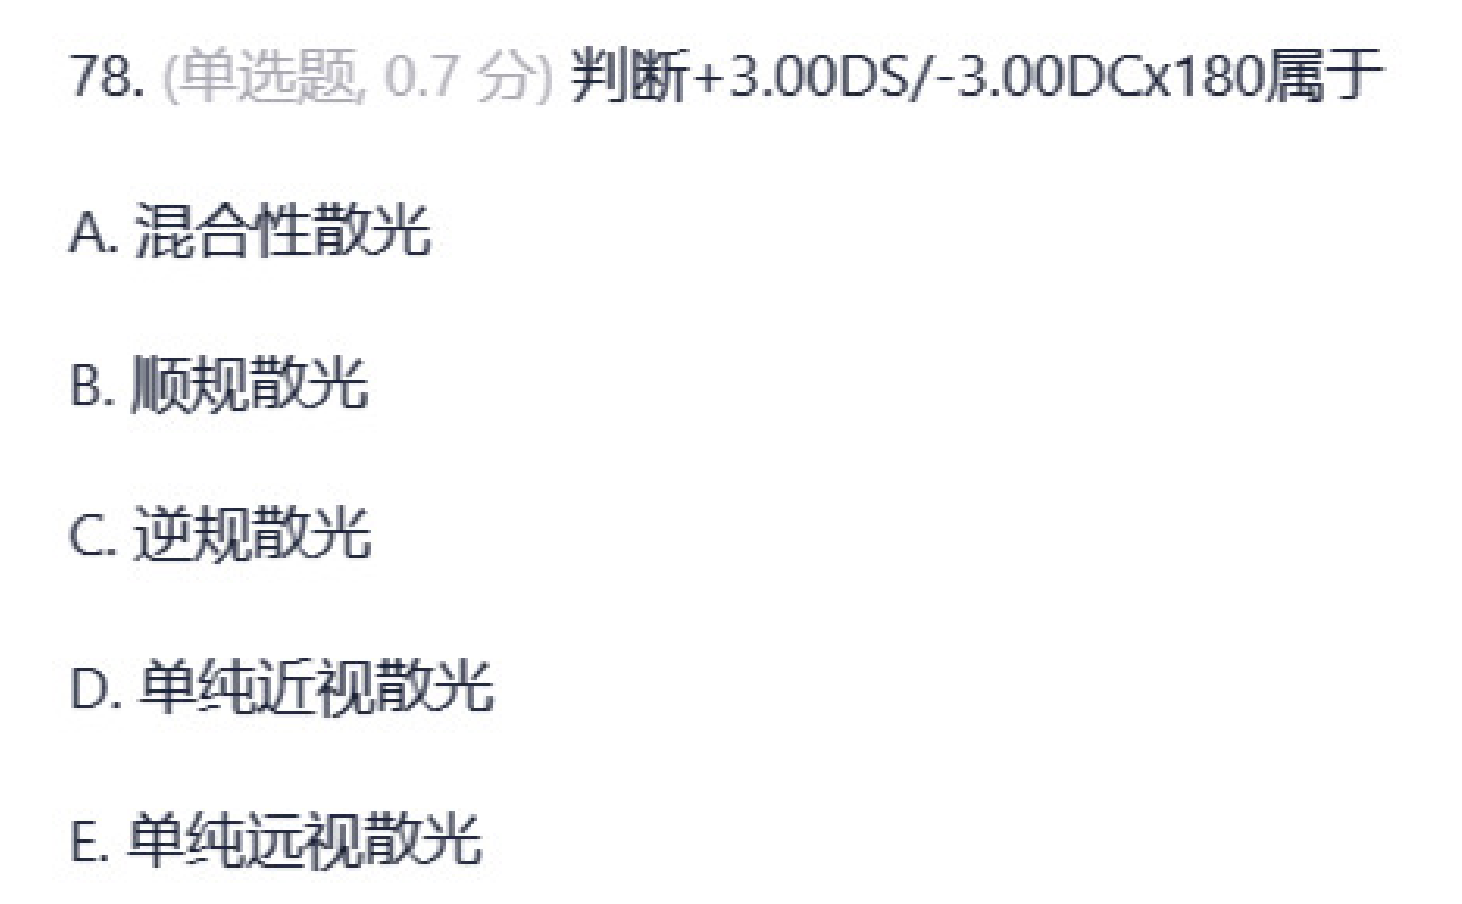 78. (单选题, 0.7 分) 判断+3.00DS/-3.00DCx180属于
A. 混合性散光
B. 顺规散光
C. 逆规散光
D. 单纯近视散光
E. 单纯远视散光